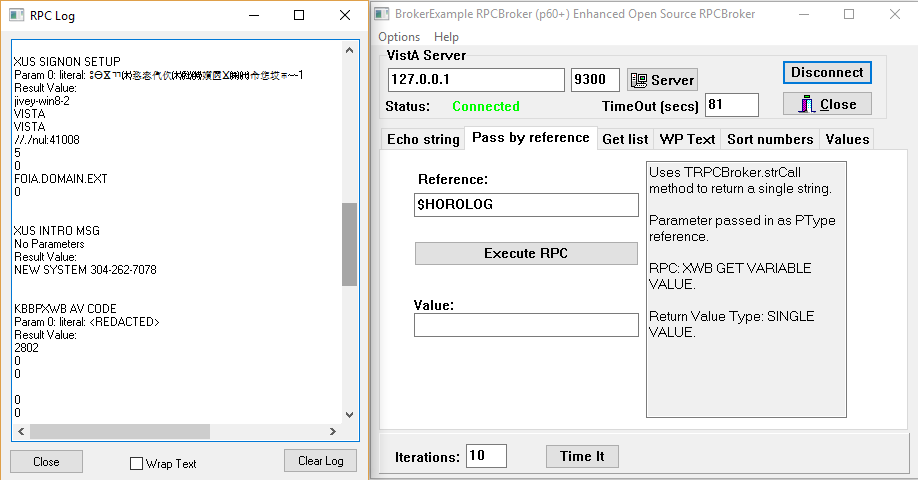 RPC Log
XUS SIGNON SETUP
Param 0: literal:
Result Value:
jivey-win8-2
VISTA
VISTA
//./nul:41008
5
0
FOIA.DOMAIN.EXT
0
XUS INTRO MSG
No Parameters
Result Value:
NEW SYSTEM 304-262-7078
KBBPXWB AV CODE
Param 0: literal: <REDACTED>
Result Value:
2802
0
0
0
0
Close
Wrap Text
Clear Log
BrokerExample RPCBroker (p60+) Enhanced Open Source RPCBroker
Options Help
VistA Server
127.0.0.1 9300 Server
Disconnect
Status: Connected TimeOut (secs) 81
Close
Echo string Pass by reference Get list WP Text Sort numbers Values
Reference:
$HOROLOG
Execute RPC
Value:
Uses TRPCBroker.strCall
method to return a single string.
Parameter passed in as PType
reference.
RPC: XWB GET VARIABLE
VALUE.
Return Value Type: SINGLE
VALUE.
Iterations: 10 Time It